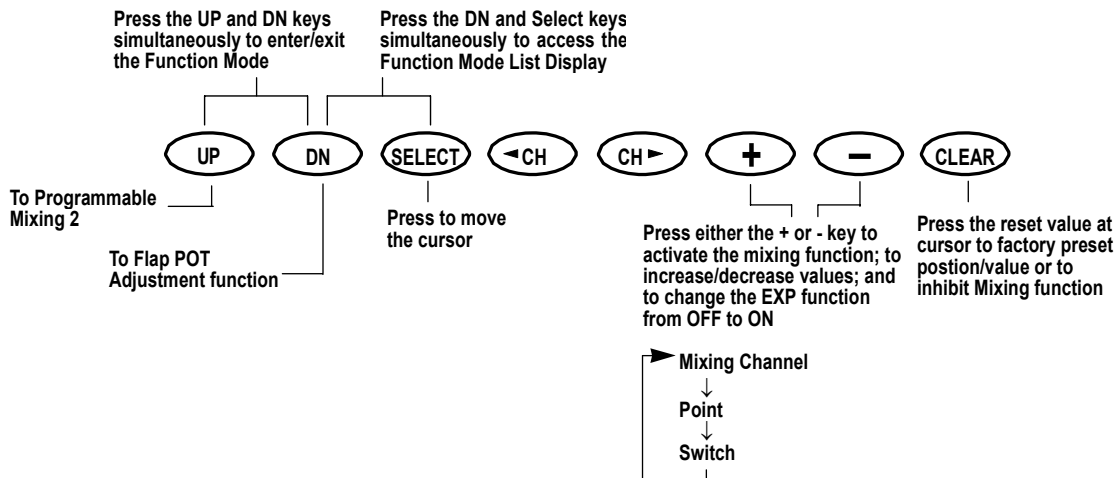 Press the UP and DN keys
simultaneously to enter/exit
the Function Mode
Press the DN and Select keys
simultaneously to access the
Function Mode List Display
UP
DN
SELECT
◄CH
CH►
+
−
CLEAR
To Programmable
Mixing 2
To Flap POT
Adjustment function
Press to move
the cursor
Press either the + or - key to
activate the mixing function; to
increase/decrease values; and
to change the EXP function
from OFF to ON
Press the reset value at
cursor to factory preset
postion/value or to
inhibit Mixing function
Mixing Channel
↓
Point
↓
Switch